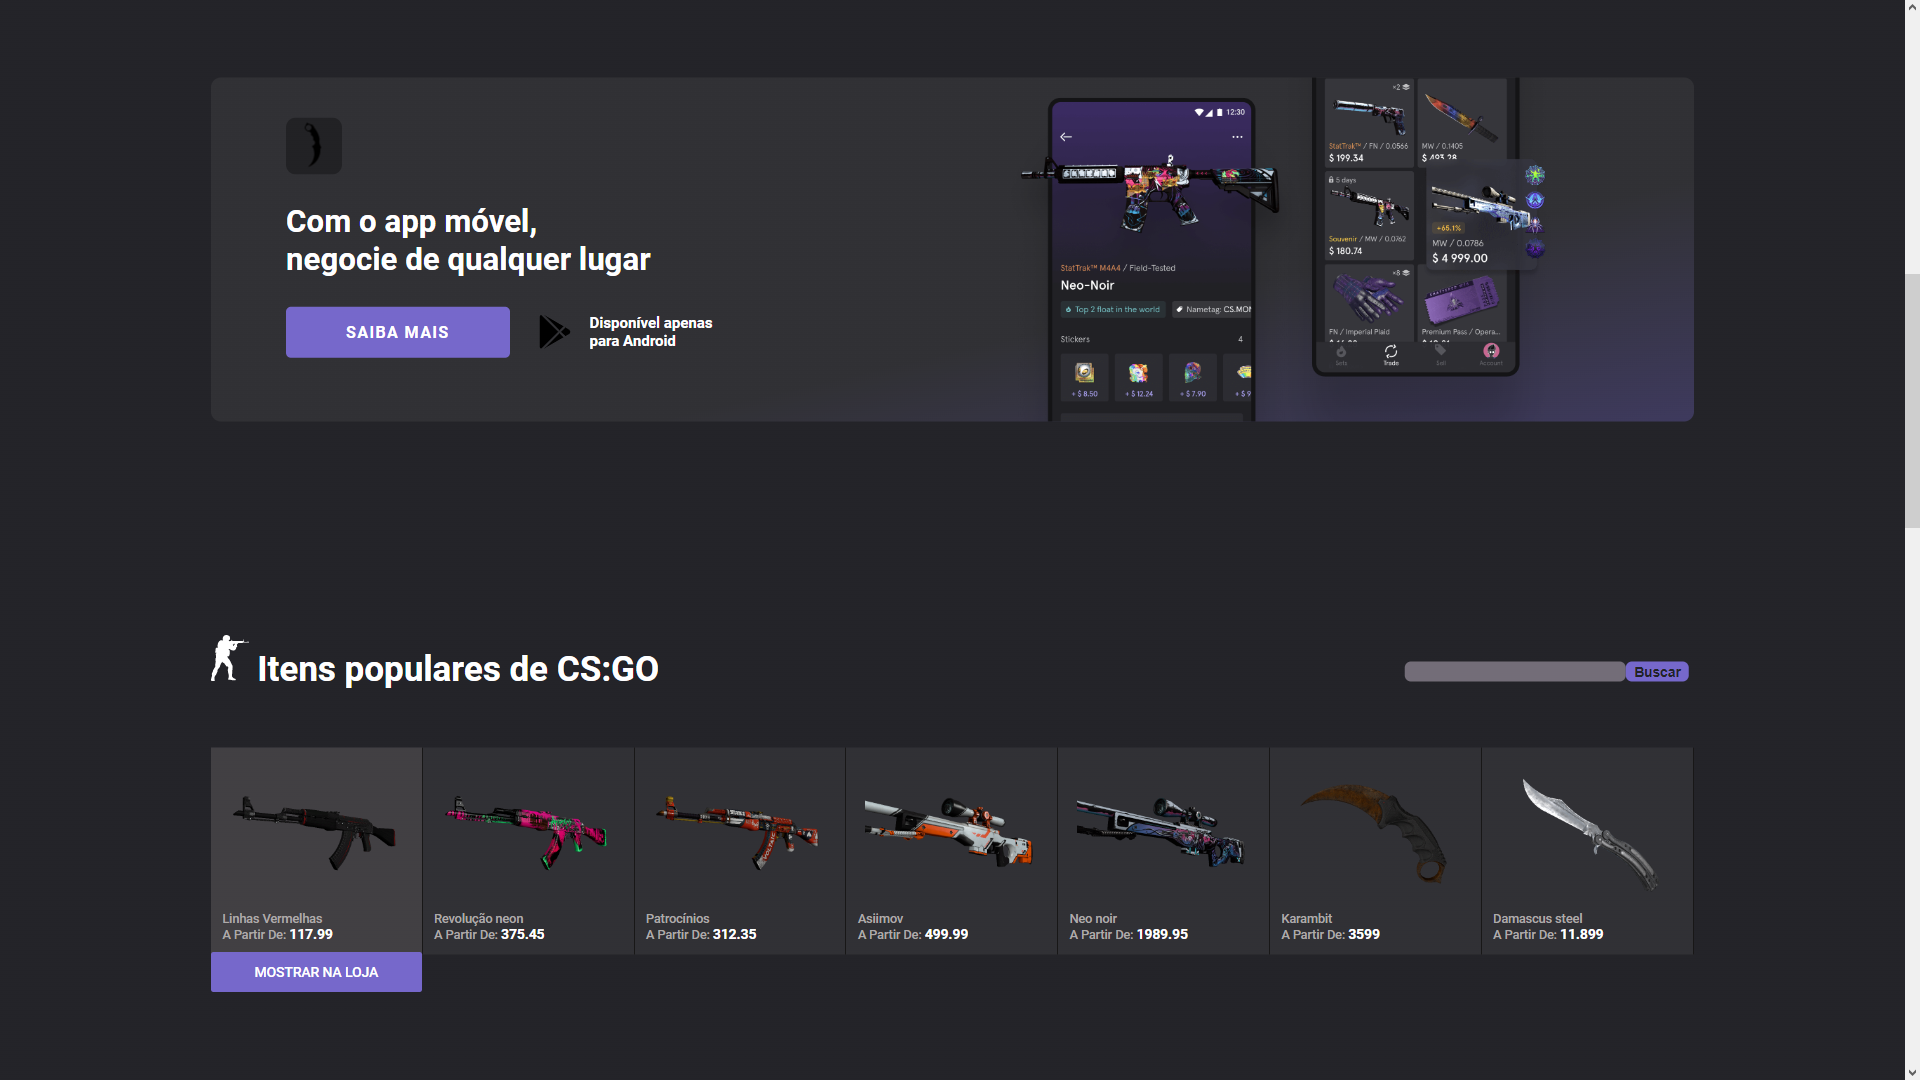 Com o app móvel,
negocie de qualquer lugar
SAIBA MAIS
Disponível apenas
para Android
12:30
StatTrak™ M4A4 / Field-Tested
Neo-Noir
Top 2 float in the world
Nametag: CS.MON
Stickers
4
+ $ 8.50
+ $ 12.24
+ $ 7.90
+ $ 9
×2
StatTrak™ / FN / 0.0566
$ 199.34
MW / 0.1405
$ 493.28
5 days
Souvenir / MW / 0.0762
$ 180.74
+65.1%
MW / 0.0786
$ 4 999.00
×8
FN / Imperial Plaid
Premium Pass / Opera...
Trade
Sell
Account
Itens populares de CS:GO
Buscar
Linhas Vermelhas
A Partir De: 117.99
Revolução neon
A Partir De: 375.45
Patrocínios
A Partir De: 312.35
Asiimov
A Partir De: 499.99
Neo noir
A Partir De: 1989.95
Karambit
A Partir De: 3599
Damascus steel
A Partir De: 11.899
MOSTRAR NA LOJA